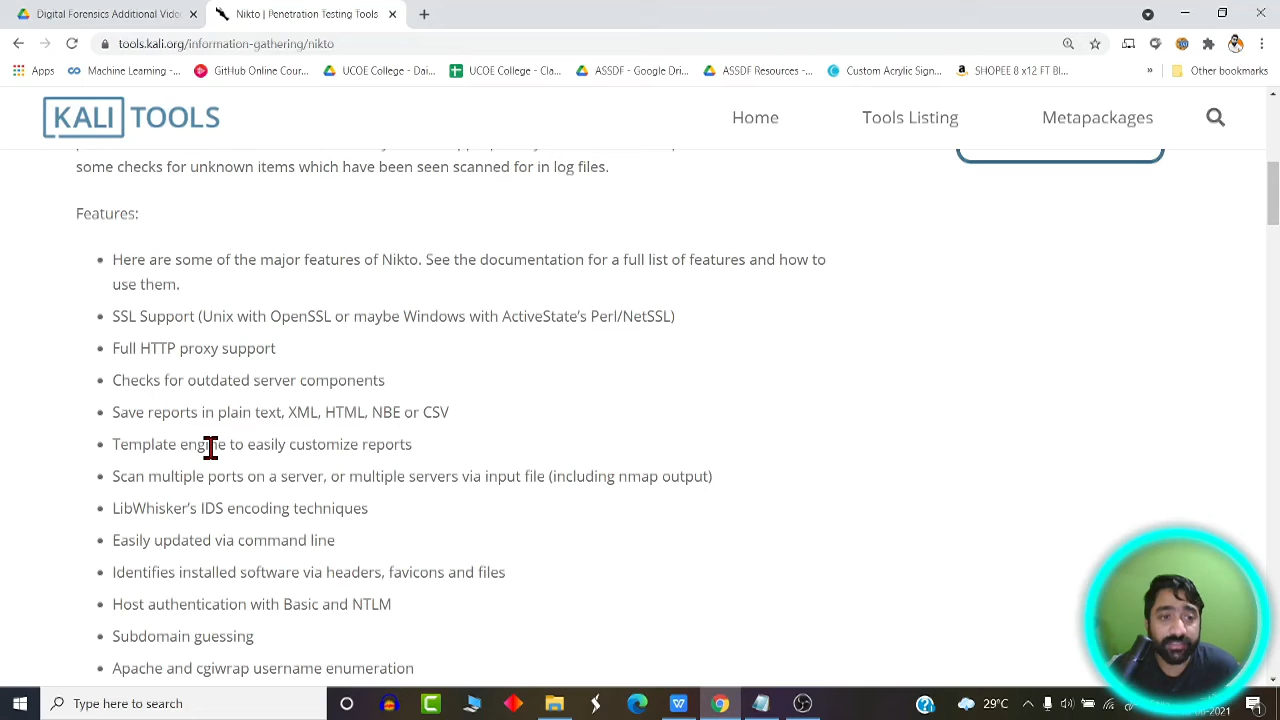 Digital Forensics Additional Video
Nikto | Penetration Testing Tools
tools.kali.org/information-gathering/nikto
Apps
Machine Learning -...
GitHub Online Cour...
UCOE College - Dai...
UCOE College - Cla...
ASSDF - Google Dri...
ASSDF Resources -...
Custom Acrylic Sign...
SHOPEE 8 x12 FT Bl...
»
Other bookmarks
KALI TOOLS
Home
Tools Listing
Metapackages
some checks for unknown items which have been seen scanned for in log files.
Features:
Here are some of the major features of Nikto. See the documentation for a full list of features and how to
use them.
SSL Support (Unix with OpenSSL or maybe Windows with ActiveState's Perl/NetSSL)
Full HTTP proxy support
Checks for outdated server components
Save reports in plain text, XML, HTML, NBE or CSV
Template engine to easily customize reports
Scan multiple ports on a server, or multiple servers via input file (including nmap output)
LibWhisker's IDS encoding techniques
Easily updated via command line
Identifies installed software via headers, favicons and files
Host authentication with Basic and NTLM
Subdomain guessing
Apache and cgiwrap username enumeration
Type here to search
29°C